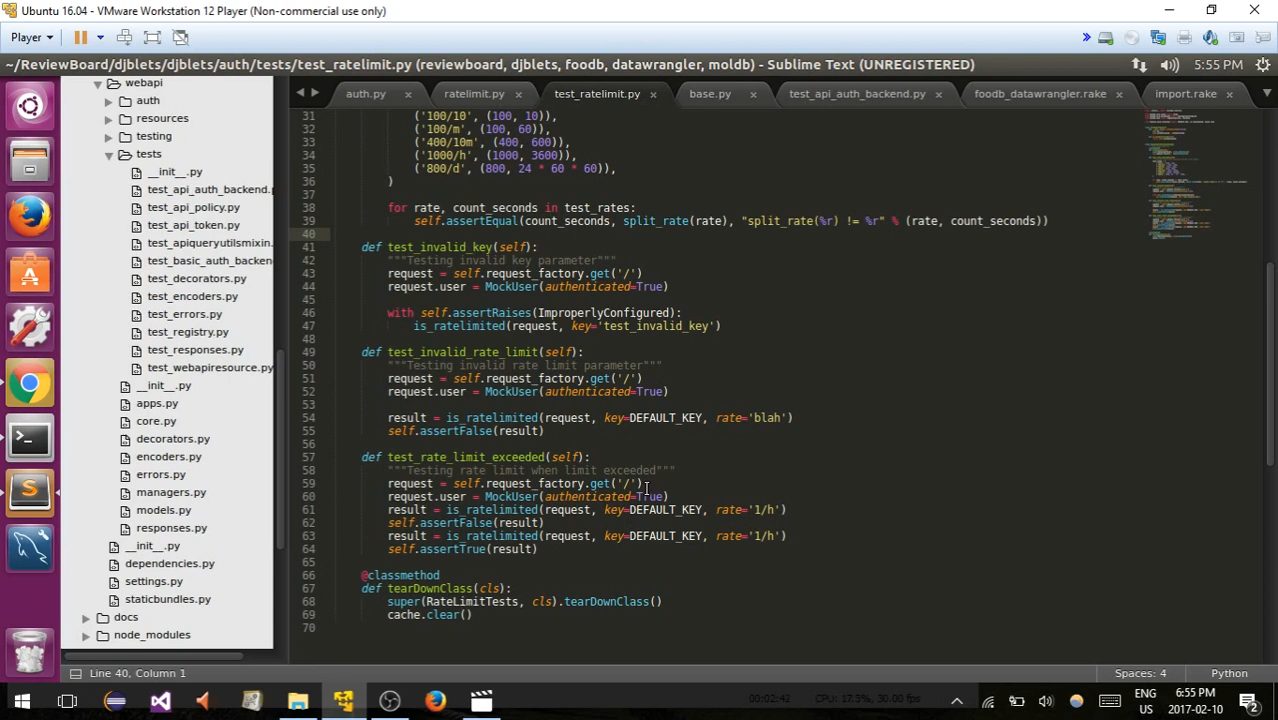 Ubuntu 16.04 - VMware Workstation 12 Player (Non-commercial use only)
Player
~/ReviewBoard/djblets/djblets/auth/tests/test_ratelimit.py (reviewboard, djblets, foodb, datawrangler, moldb) - Sublime Text (UNREGISTERED)
5:55 PM
auth.py × ratelimit.py × test_ratelimit.py × base.py × test_api_auth_backend.py × foodb_datawrangler.rake × import.rake ×
webapi
auth
resources
testing
tests
__init__.py
test_api_auth_backend.
test_api_policy.py
test_api_token.py
test_apiqueryutilsmixin.
test_basic_auth_backen
test_decorators.py
test_encoders.py
test_errors.py
test_registry.py
test_responses.py
test_webapiresource.py
__init__.py
apps.py
core.py
decorators.py
encoders.py
errors.py
managers.py
models.py
responses.py
__init__.py
dependencies.py
settings.py
staticbundles.py
docs
node_modules
31 ('100/10', (100, 10)),
32 ('100/m', (100, 60)),
33 ('400/10m', (400, 600)),
34 ('1000/h', (1000, 3600)),
35 ('800/d', (800, 24 * 60 * 60)),
36 )
37
38 for rate, count_seconds in test_rates:
39 self.assertEqual(count_seconds, split_rate(rate), "split_rate(%r) != %r" % (rate, count_seconds))
40
41 def test_invalid_key(self):
42 """Testing invalid key parameter"""
43 request = self.request_factory.get('/')
44 request.user = MockUser(authenticated=True)
45
46 with self.assertRaises(ImproperlyConfigured):
47 is_ratelimited(request, key='test_invalid_key')
48
49 def test_invalid_rate_limit(self):
50 """Testing invalid rate limit parameter"""
51 request = self.request_factory.get('/')
52 request.user = MockUser(authenticated=True)
53
54 result = is_ratelimited(request, key=DEFAULT_KEY, rate='blah')
55 self.assertFalse(result)
56
57 def test_rate_limit_exceeded(self):
58 """Testing rate limit when limit exceeded"""
59 request = self.request_factory.get('/')
60 request.user = MockUser(authenticated=True)
61 result = is_ratelimited(request, key=DEFAULT_KEY, rate='1/h')
62 self.assertFalse(result)
63 result = is_ratelimited(request, key=DEFAULT_KEY, rate='1/h')
64 self.assertTrue(result)
65
66 @classmethod
67 def tearDownClass(cls):
68 super(RateLimitTests, cls).tearDownClass()
69 cache.clear()
70
Line 40, Column 1
Spaces: 4
Python
00:02:42
CPU: 17.3%, 30.00 fps
ENG
US
6:55 PM
2017-02-10
2